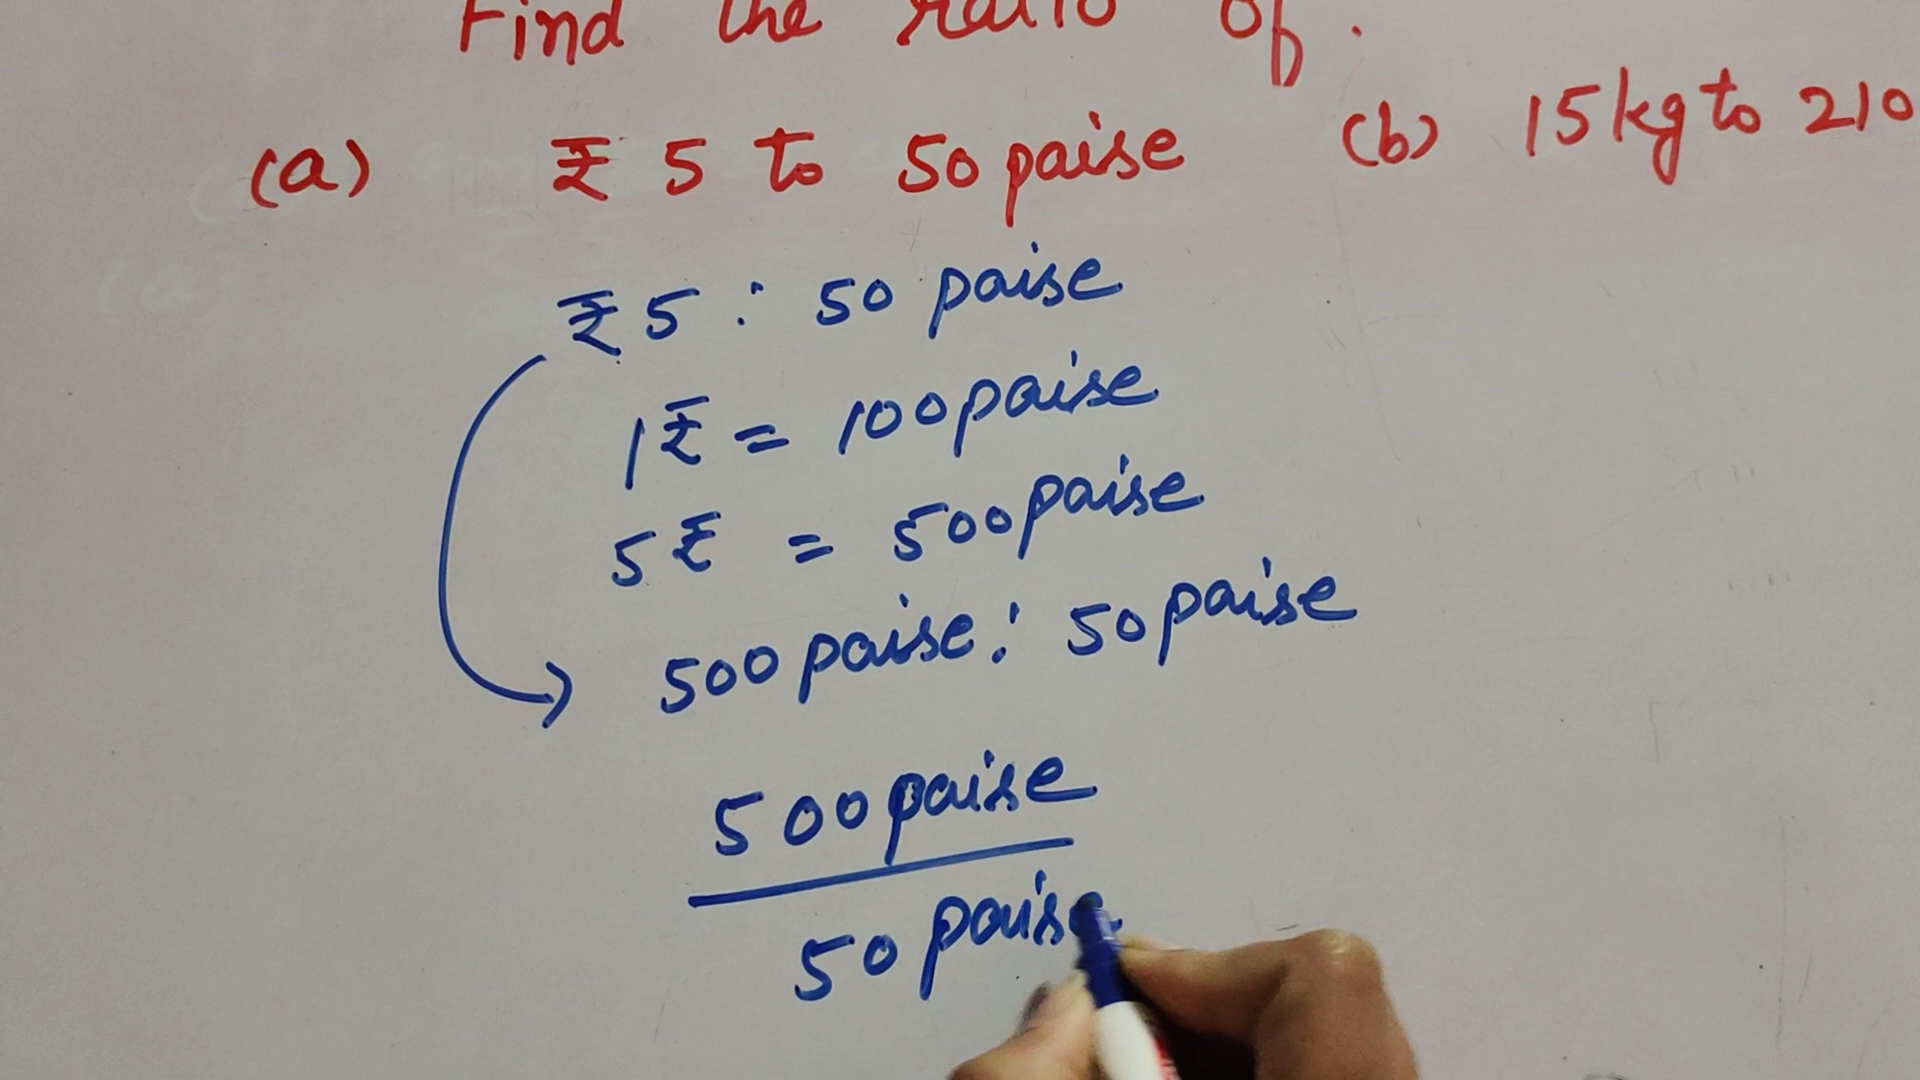 Find the ratio of.
(a) ₹ 5 to 50 paise (b) 15 kg to 210
₹ 5 : 50 paise
1₹ = 100 paise
5₹ = 500 paise
500 paise : 50 paise
500 paise
50 paise